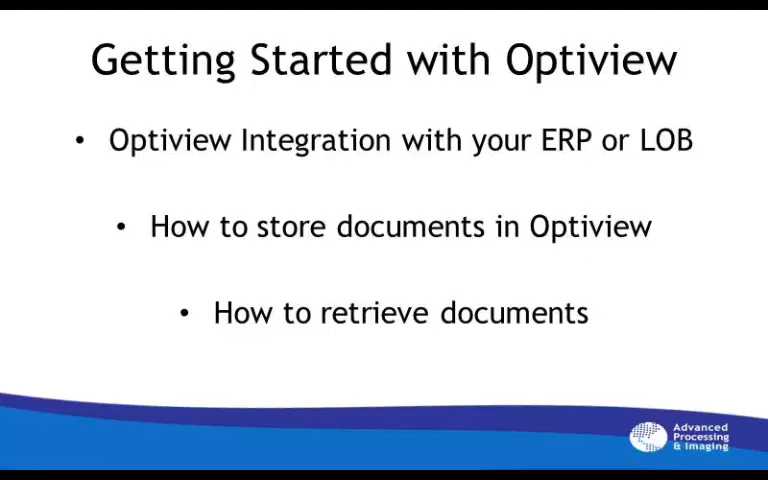 Getting Started with Optiview
• Optiview Integration with your ERP or LOB
• How to store documents in Optiview
• How to retrieve documents
Advanced
Processing
& Imaging